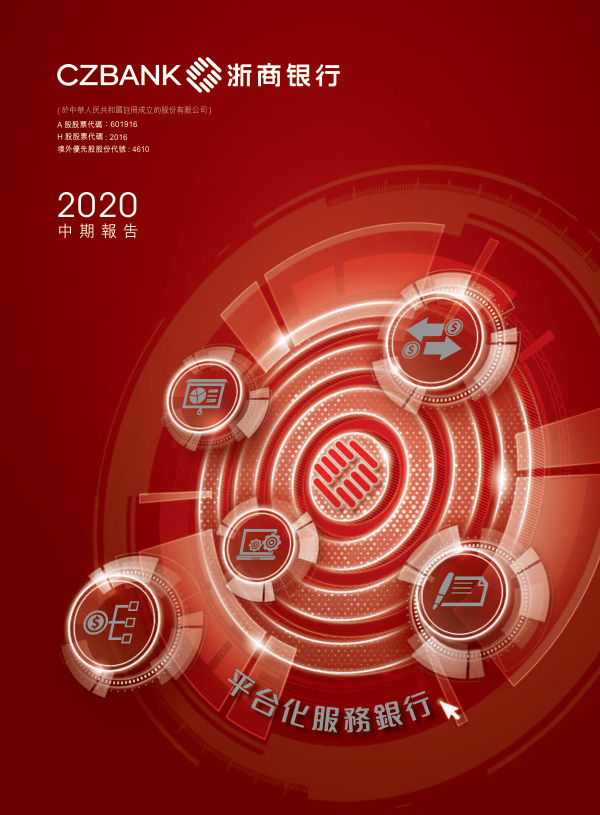 CZBANK 浙商银行
(於中華人民共和國註冊成立的股份有限公司)
A 股股票代碼：601916
H 股股票代碼 : 2016
境外優先股股份代號 : 4610
2020
中期報告
平台化服務銀行